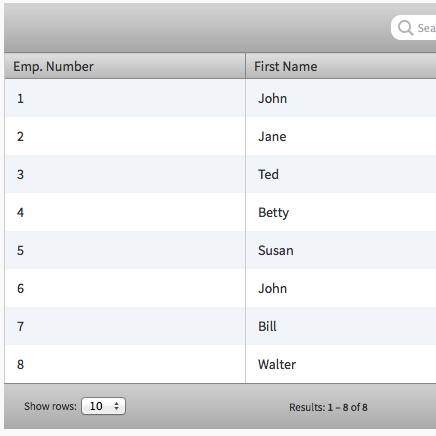 Sea
Emp. Number First Name
1 John
2 Jane
3 Ted
4 Betty
5 Susan
6 John
7 Bill
8 Walter
Show rows: 10 Results: 1 – 8 of 8